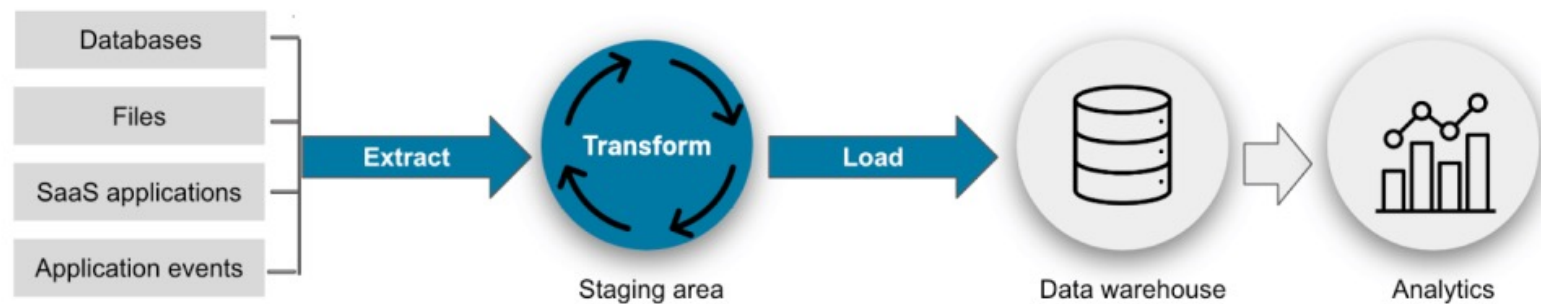 Databases
Files
SaaS applications
Application events
Extract
Transform
Staging area
Load
Data warehouse
Analytics